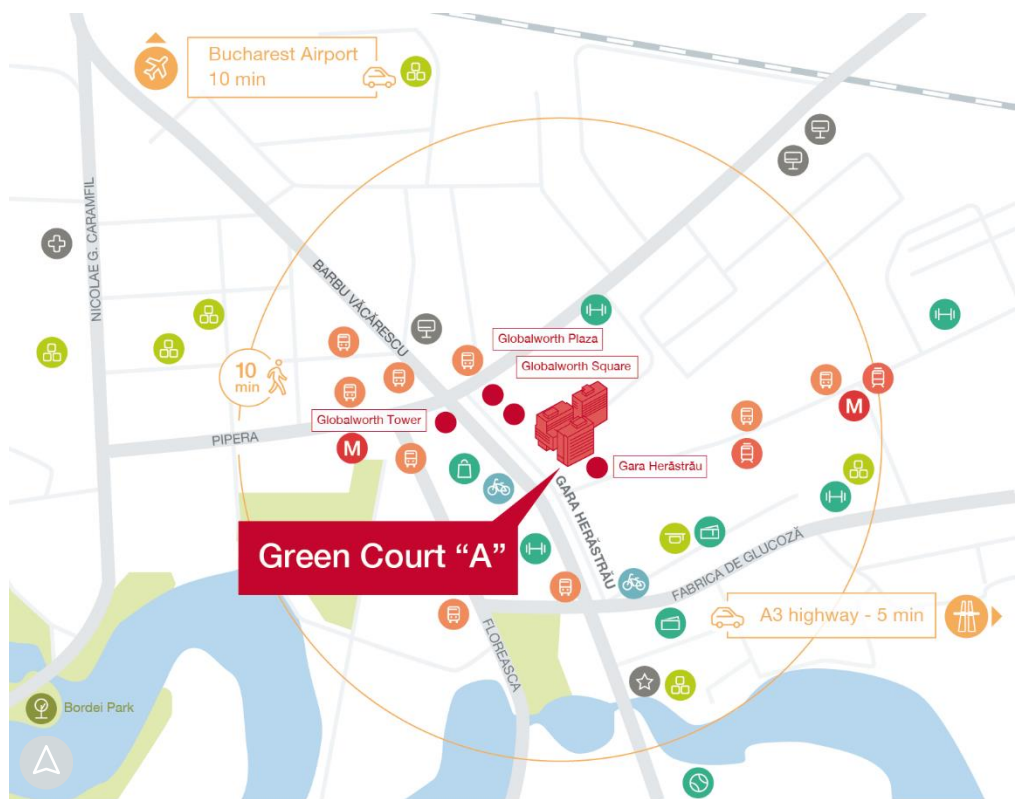 Bucharest Airport
10 min
NICOLAE G. CARAMFIL
BARBU VĂCĂRESCU
Globalworth Plaza
Globalworth Square
10
min
Globalworth Tower
M
PIPERA
M
Gara Herăstrău
GARA HERĂSTRĂU
Green Court “A”
FABRICA DE GLUCOZĂ
A3 highway - 5 min
FLOREASCA
Bordei Park